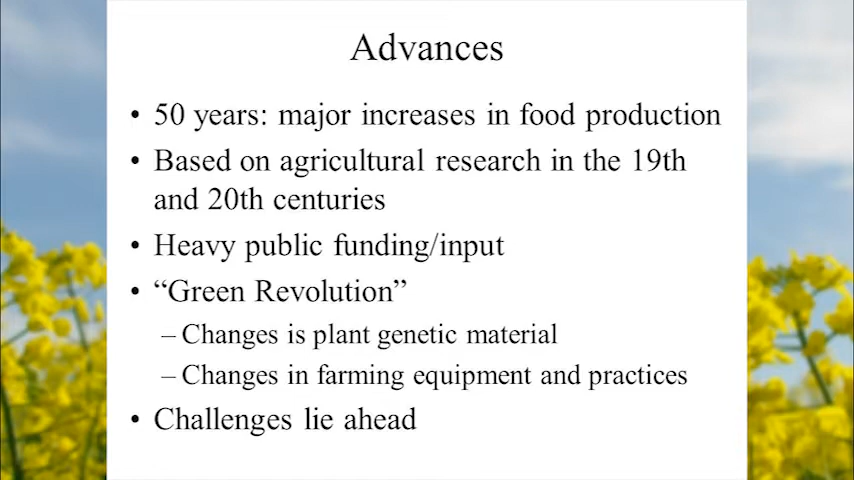 Advances
• 50 years: major increases in food production
• Based on agricultural research in the 19th
and 20th centuries
• Heavy public funding/input
• “Green Revolution”
– Changes is plant genetic material
– Changes in farming equipment and practices
• Challenges lie ahead